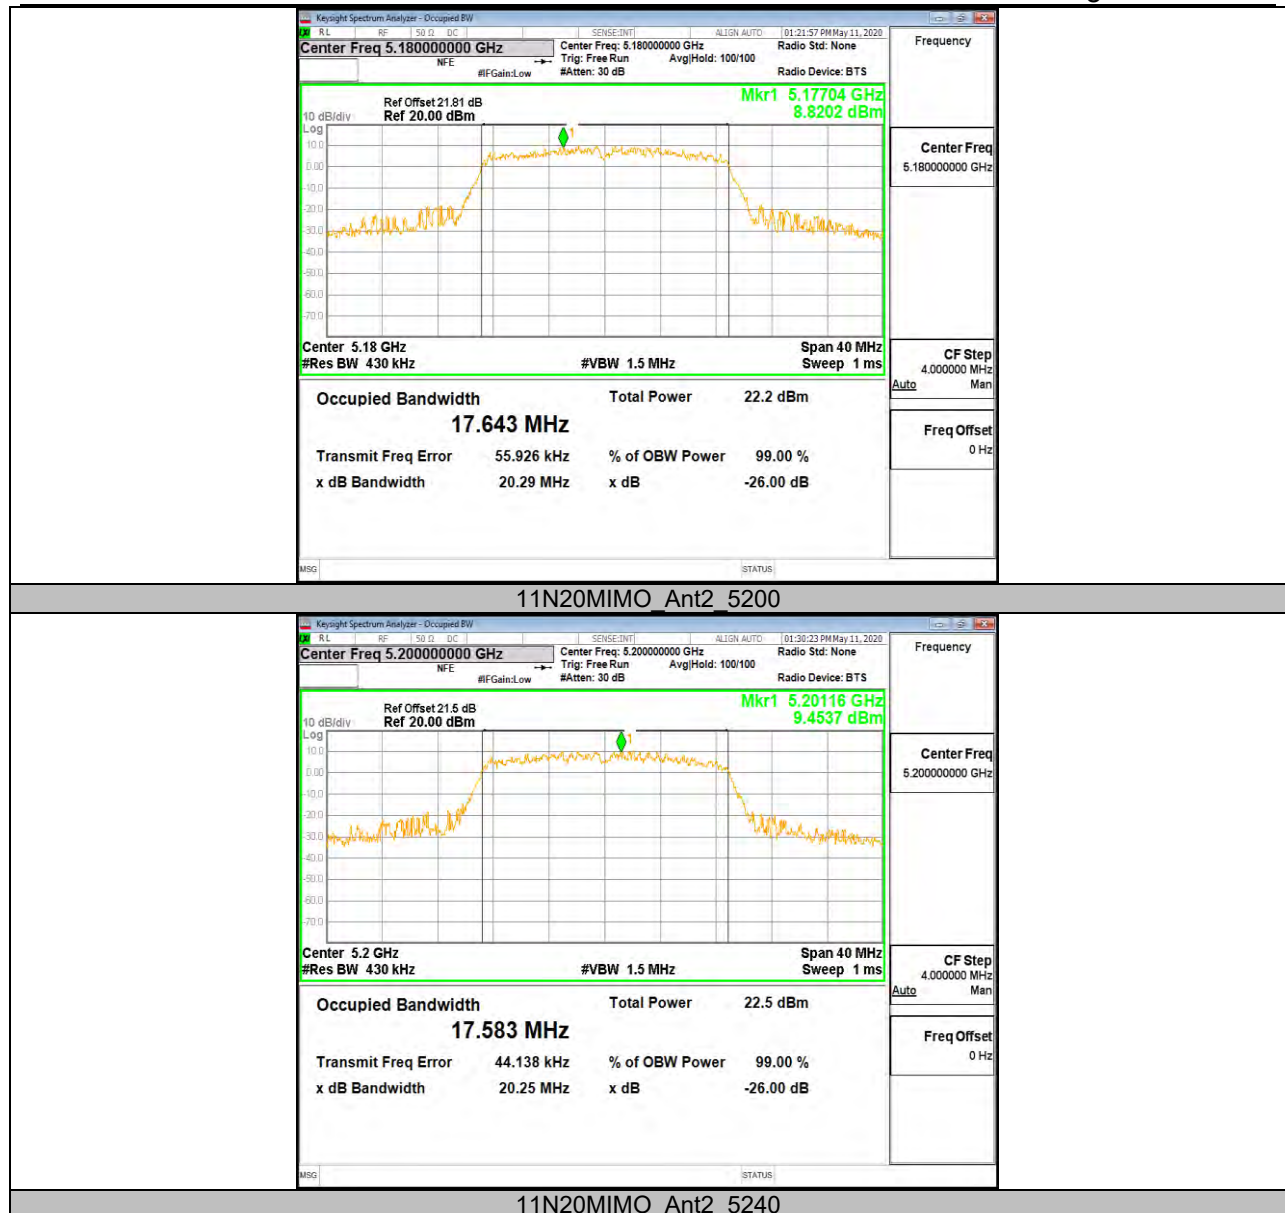 Keysight Spectrum Analyzer - Occupied BW
RL RF 50 Ω DC SENSE:INT ALIGN AUTO 01:21:57 PM May 11, 2020
Center Freq 5.180000000 GHz
Center Freq: 5.180000000 GHz Radio Std: None
NFE Trig: Free Run Avg|Hold: 100/100
#IFGain:Low #Atten: 30 dB Radio Device: BTS
Frequency
Mkr1 5.17704 GHz
8.8202 dBm
Ref Offset 21.81 dB
10 dB/div Ref 20.00 dBm
Log
10.0
0.00
-10.0
-20.0
-30.0
-40.0
-50.0
-60.0
-70.0
1
Center Freq
5.180000000 GHz
Center 5.18 GHz Span 40 MHz
#Res BW 430 kHz #VBW 1.5 MHz Sweep 1 ms
CF Step
4.000000 MHz
Auto Man
Occupied Bandwidth Total Power 22.2 dBm
17.643 MHz
Transmit Freq Error 55.926 kHz % of OBW Power 99.00 %
x dB Bandwidth 20.29 MHz x dB -26.00 dB
Freq Offset
0 Hz
MSG STATUS
11N20MIMO_Ant2_5200
Keysight Spectrum Analyzer - Occupied BW
RL RF 50 Ω DC SENSE:INT ALIGN AUTO 01:30:23 PM May 11, 2020
Center Freq 5.200000000 GHz
Center Freq: 5.200000000 GHz Radio Std: None
NFE Trig: Free Run Avg|Hold: 100/100
#IFGain:Low #Atten: 30 dB Radio Device: BTS
Frequency
Mkr1 5.20116 GHz
9.4537 dBm
Ref Offset 21.5 dB
10 dB/div Ref 20.00 dBm
Log
10.0
0.00
-10.0
-20.0
-30.0
-40.0
-50.0
-60.0
-70.0
1
Center Freq
5.200000000 GHz
Center 5.2 GHz Span 40 MHz
#Res BW 430 kHz #VBW 1.5 MHz Sweep 1 ms
CF Step
4.000000 MHz
Auto Man
Occupied Bandwidth Total Power 22.5 dBm
17.583 MHz
Transmit Freq Error 44.138 kHz % of OBW Power 99.00 %
x dB Bandwidth 20.25 MHz x dB -26.00 dB
Freq Offset
0 Hz
MSG STATUS
11N20MIMO_Ant2_5240